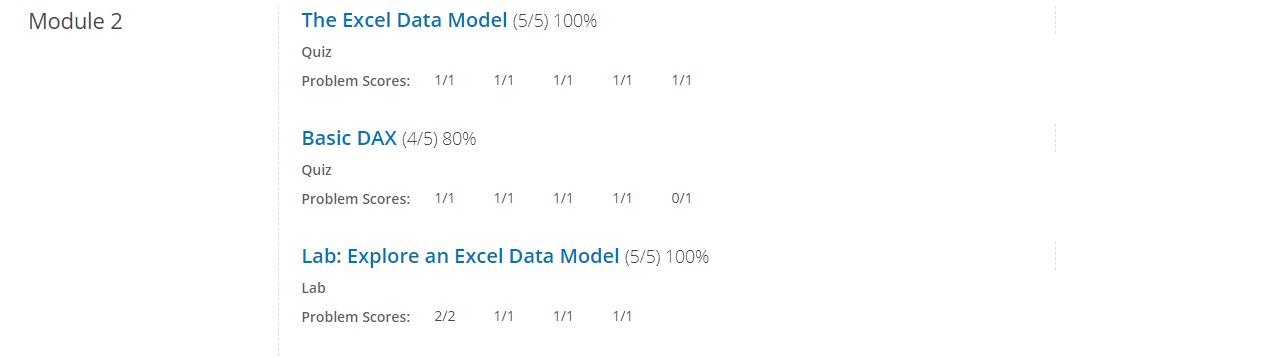 Module 2
The Excel Data Model (5/5) 100%
Quiz
Problem Scores: 1/1 1/1 1/1 1/1 1/1
Basic DAX (4/5) 80%
Quiz
Problem Scores: 1/1 1/1 1/1 1/1 0/1
Lab: Explore an Excel Data Model (5/5) 100%
Lab
Problem Scores: 2/2 1/1 1/1 1/1